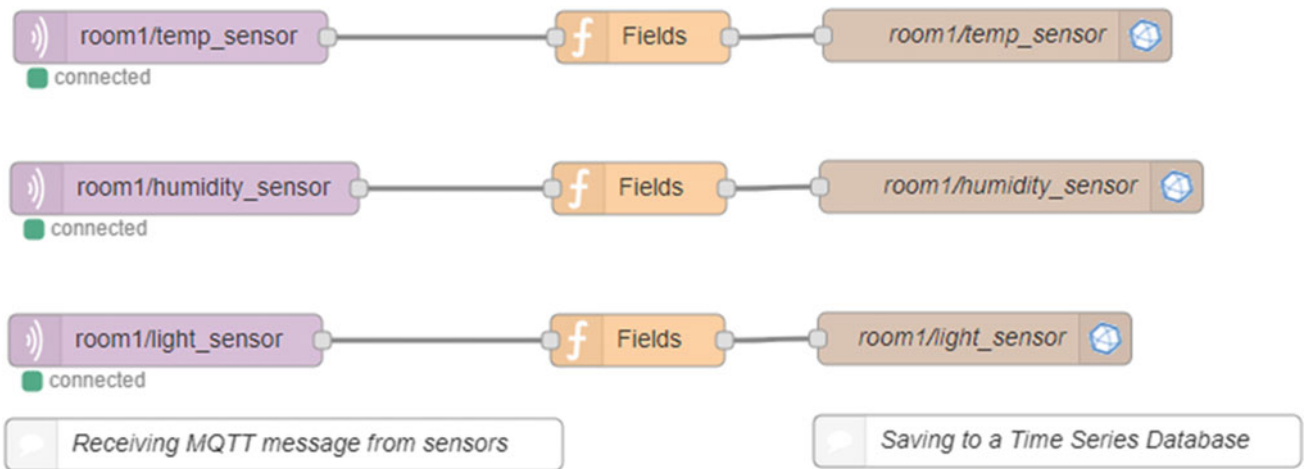 room1/temp_sensor
Fields
room1/temp_sensor
connected
room1/humidity_sensor
Fields
room1/humidity_sensor
connected
room1/light_sensor
Fields
room1/light_sensor
connected
Receiving MQTT message from sensors
Saving to a Time Series Database